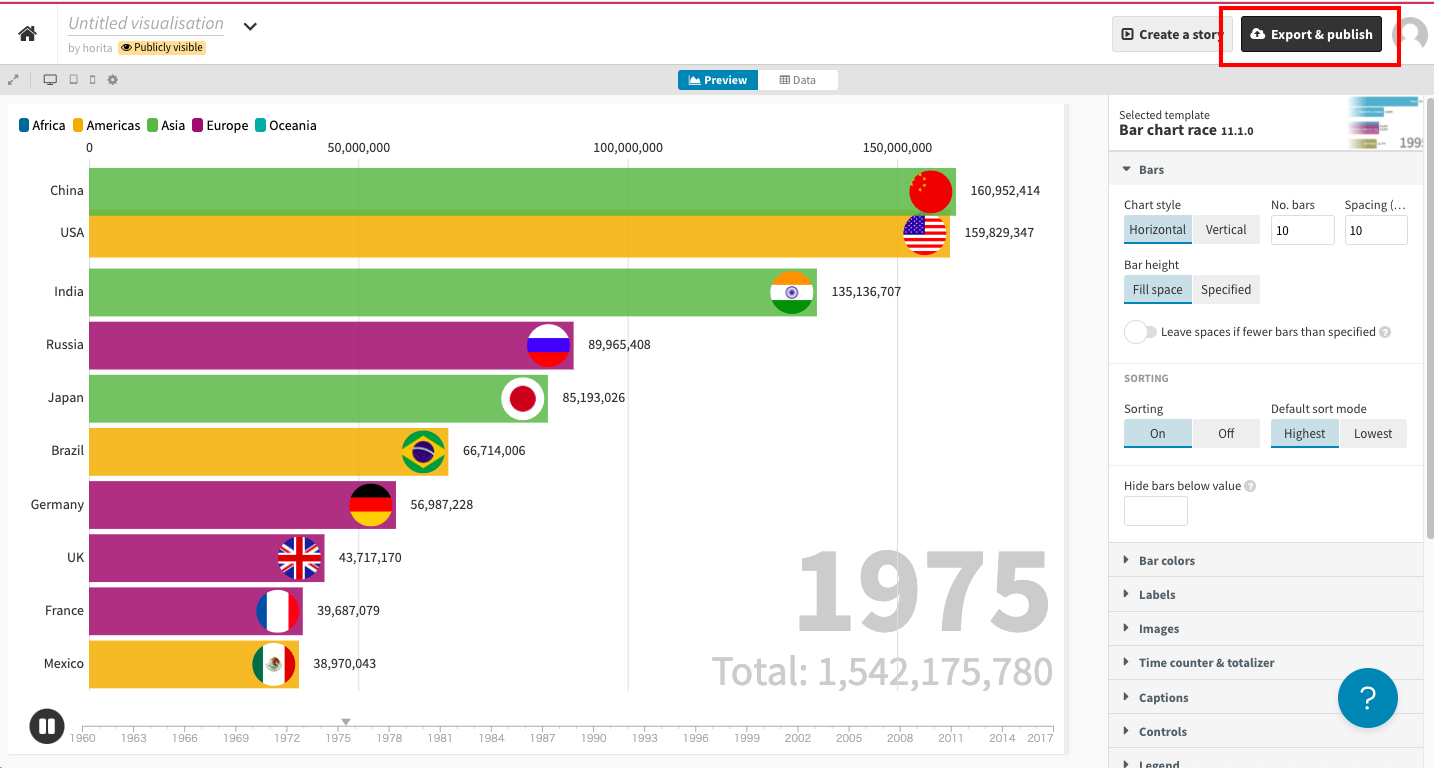 Untitled visualisation
by horita Publicly visible
Create a story
Export & publish
Preview Data
Africa Americas Asia Europe Oceania
0 50,000,000 100,000,000 150,000,000
China 160,952,414
USA 159,829,347
India 135,136,707
Russia 89,965,408
Japan 85,193,026
Brazil 66,714,006
Germany 56,987,228
UK 43,717,170
France 39,687,079
Mexico 38,970,043
1975
Total: 1,542,175,780
1960 1963 1966 1969 1972 1975 1978 1981 1984 1987 1990 1993 1996 1999 2002 2005 2008 2011 2014 2017
Selected template
Bar chart race 11.1.0
199
Bars
Chart style No. bars Spacing (...
Horizontal Vertical 10 10
Bar height
Fill space Specified
Leave spaces if fewer bars than specified ?
SORTING
Sorting Default sort mode
On Off Highest Lowest
Hide bars below value ?
Bar colors
Labels
Images
Time counter & totalizer
Captions
Controls
Legend
?